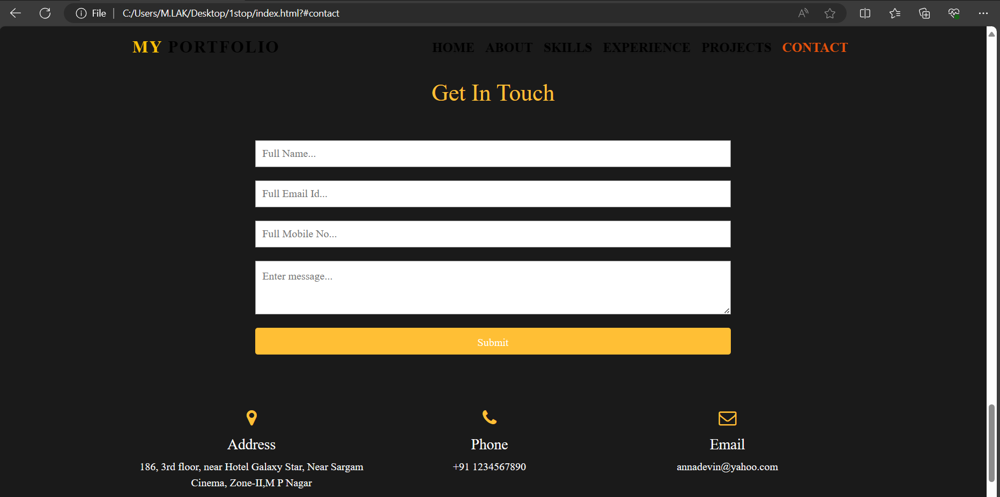 File | C:/Users/M.LAK/Desktop/1stop/index.html?#contact
MY PORTFOLIO
HOME ABOUT SKILLS EXPERIENCE PROJECTS CONTACT
Get In Touch
Full Name...
Full Email Id...
Full Mobile No...
Enter message...
Submit
Address
186, 3rd floor, near Hotel Galaxy Star, Near Sargam
Cinema, Zone-II,M P Nagar
Phone
+91 1234567890
Email
annadevin@yahoo.com